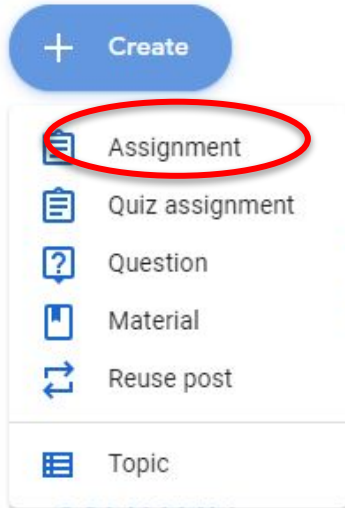 Create
Assignment
Quiz assignment
Question
Material
Reuse post
Topic